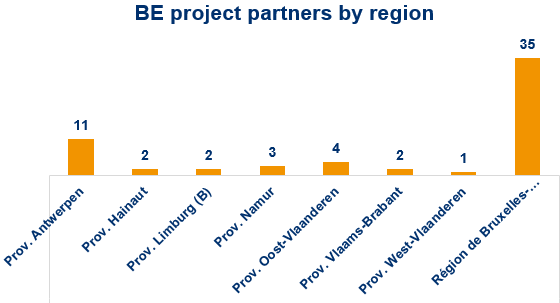 BE project partners by region
35
11
2
2
3
4
2
1
Prov. Antwerpen
Prov. Hainaut
Prov. Limburg (B)
Prov. Namur
Prov. Oost-Vlaanderen
Prov. Vlaams-Brabant
Prov. West-Vlaanderen
Région de Bruxelles-...